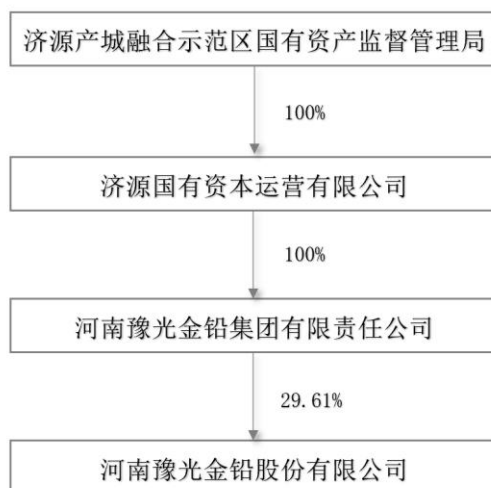 济源产城融合示范区国有资产监督管理局
100%
济源国有资本运营有限公司
100%
河南豫光金铅集团有限责任公司
29.61%
河南豫光金铅股份有限公司